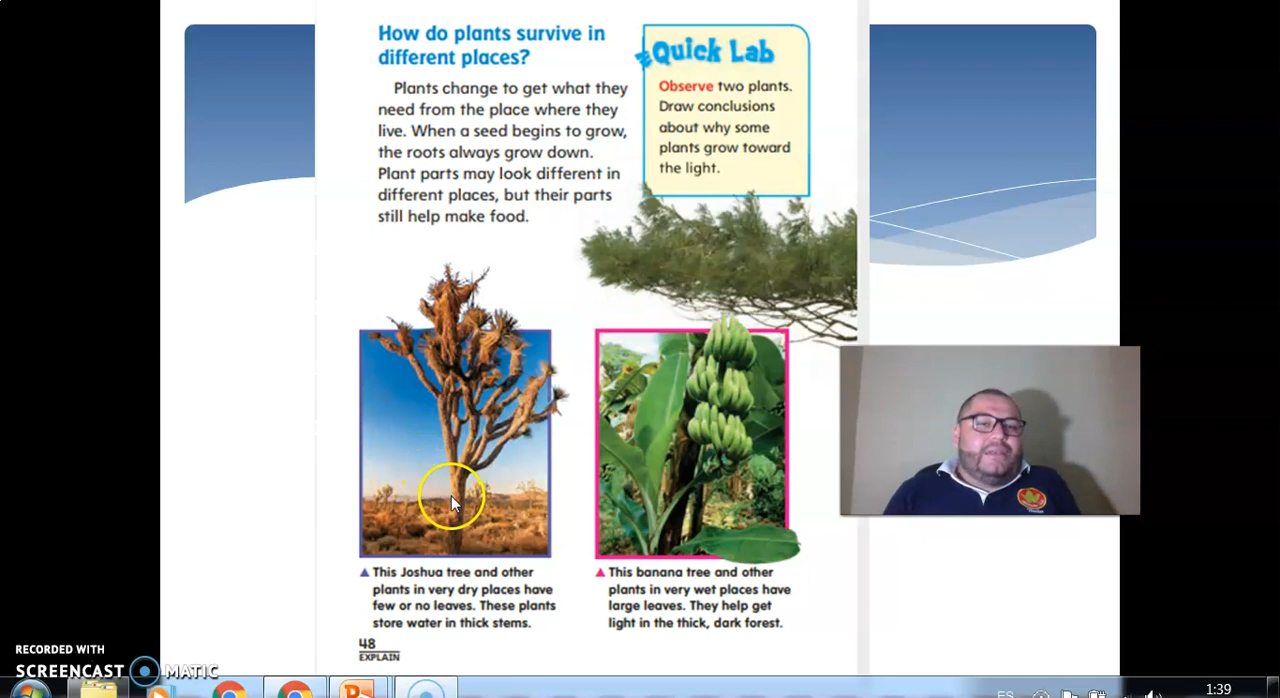 How do plants survive in
different places?
Plants change to get what they
need from the place where they
live. When a seed begins to grow,
the roots always grow down.
Plant parts may look different in
different places, but their parts
still help make food.
Quick Lab
Observe two plants.
Draw conclusions
about why some
plants grow toward
the light.
This Joshua tree and other
plants in very dry places have
few or no leaves. These plants
store water in thick stems.
This banana tree and other
plants in very wet places have
large leaves. They help get
light in the thick, dark forest.
48
EXPLAIN
RECORDED WITH
SCREENCAST MATIC
ES
1:39